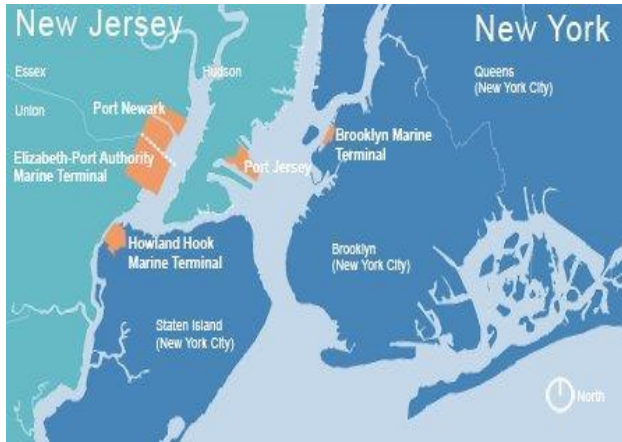 New Jersey
New York
Essex
Hudson
Queens
(New York City)
Union
Port Newark
Brooklyn Marine
Terminal
Elizabeth-Port Authority
Marine Terminal
Port Jersey
Howland Hook
Marine Terminal
Brooklyn
(New York City)
Staten Island
(New York City)
North